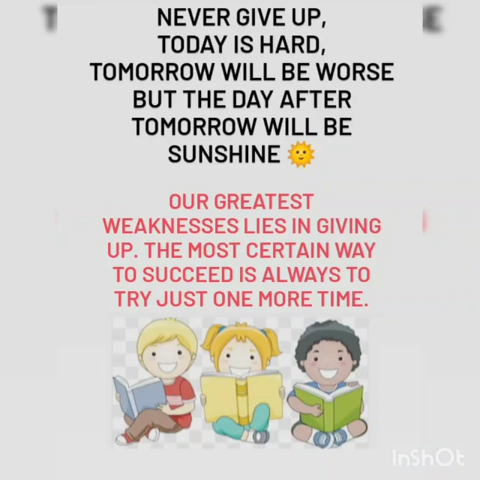 NEVER GIVE UP,
TODAY IS HARD,
TOMORROW WILL BE WORSE
BUT THE DAY AFTER
TOMORROW WILL BE
SUNSHINE 🌞
OUR GREATEST
WEAKNESSES LIES IN GIVING
UP. THE MOST CERTAIN WAY
TO SUCCEED IS ALWAYS TO
TRY JUST ONE MORE TIME.
InShOt